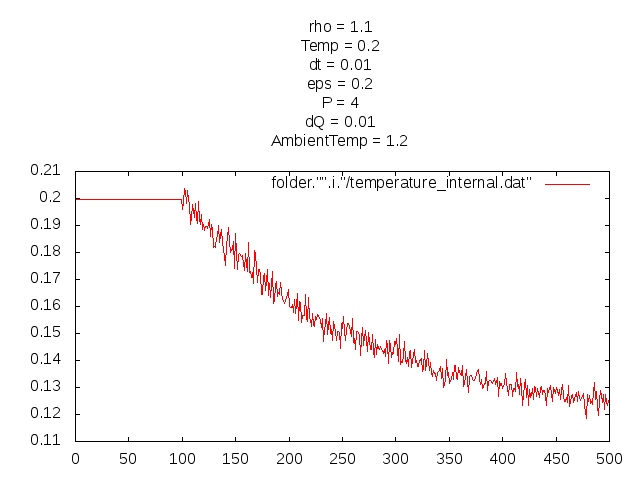 rho = 1.1
Temp = 0.2
dt = 0.01
eps = 0.2
P = 4
dQ = 0.01
AmbientTemp = 1.2
folder."".i."/temperature_internal.dat"
0.21
0.2
0.19
0.18
0.17
0.16
0.15
0.14
0.13
0.12
0.11
0 50 100 150 200 250 300 350 400 450 500